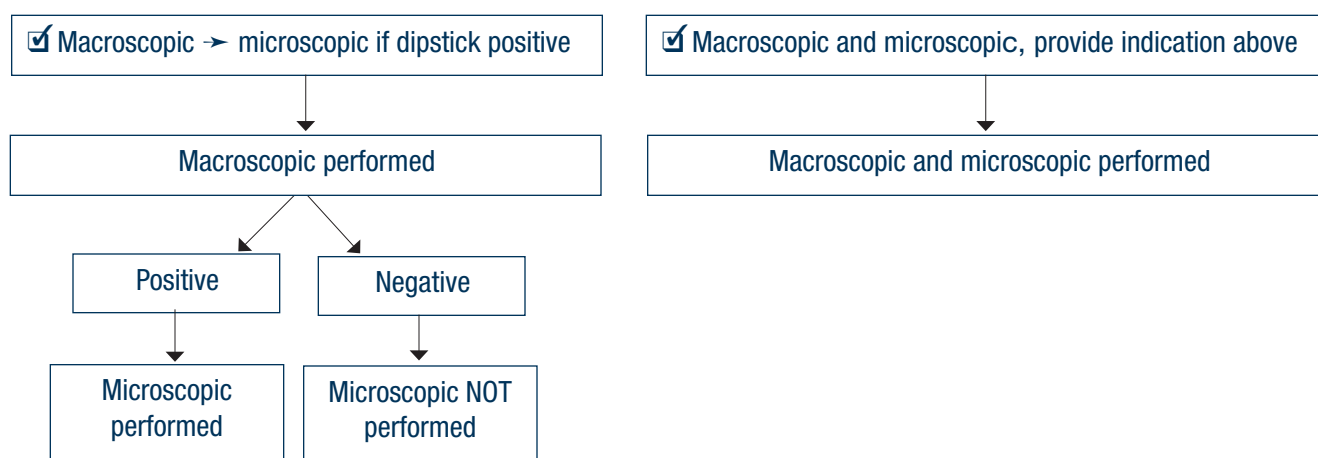 ☑ Macroscopic ➛ microscopic if dipstick positive
Macroscopic performed
Positive
Negative
Microscopic
performed
Microscopic NOT
performed
☑ Macroscopic and microscopic, provide indication above
Macroscopic and microscopic performed